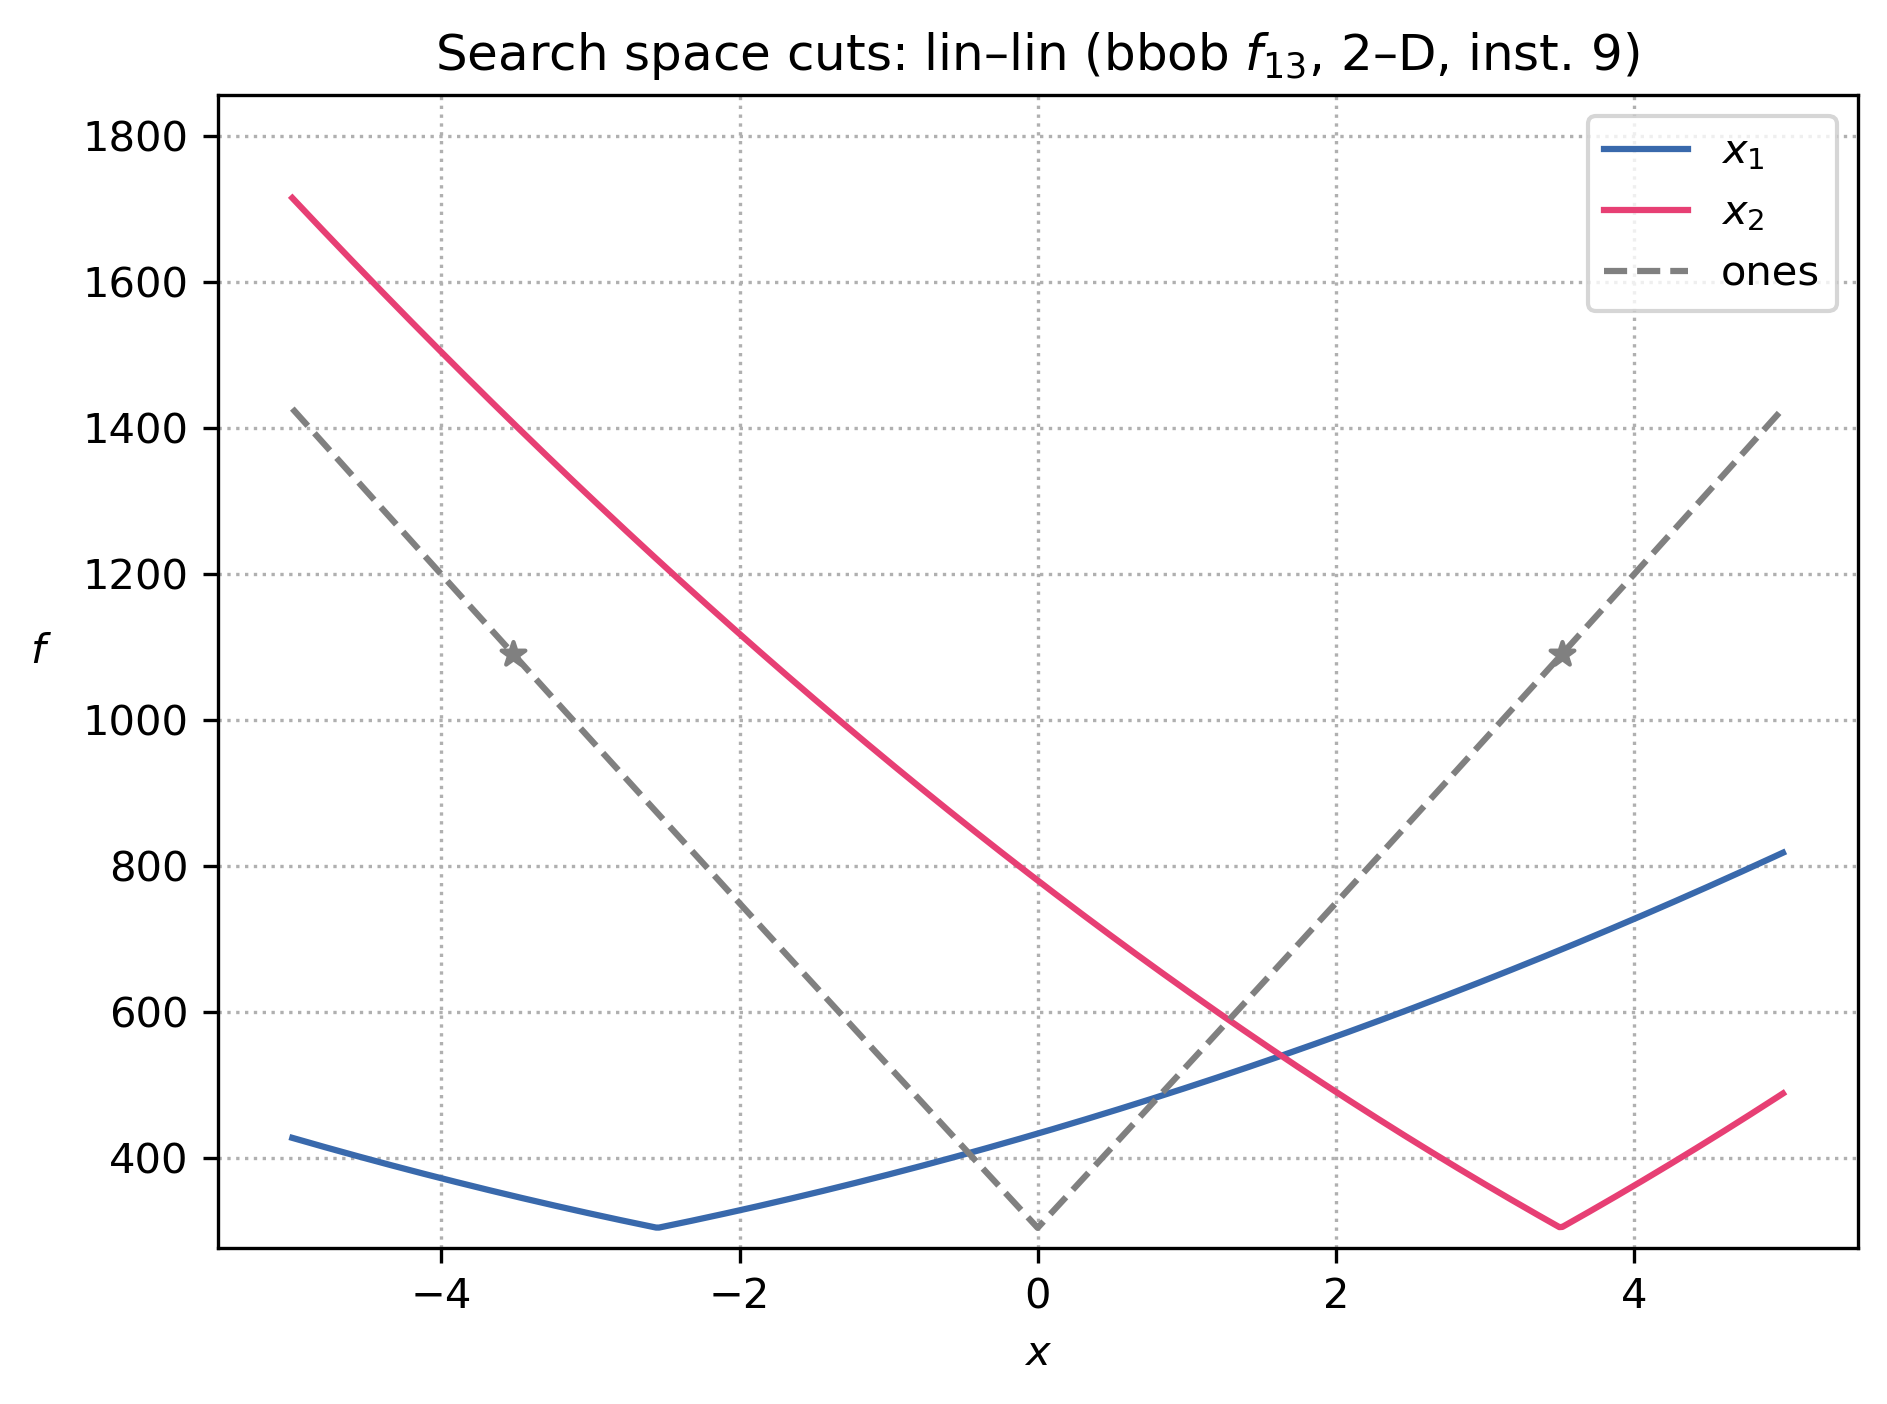 Search space cuts: lin–lin (bbob f₁₃, 2–D, inst. 9)
x₁
x₂
ones
1800
1600
1400
1200
1000
800
600
400
f
−4 −2 0 2 4
x